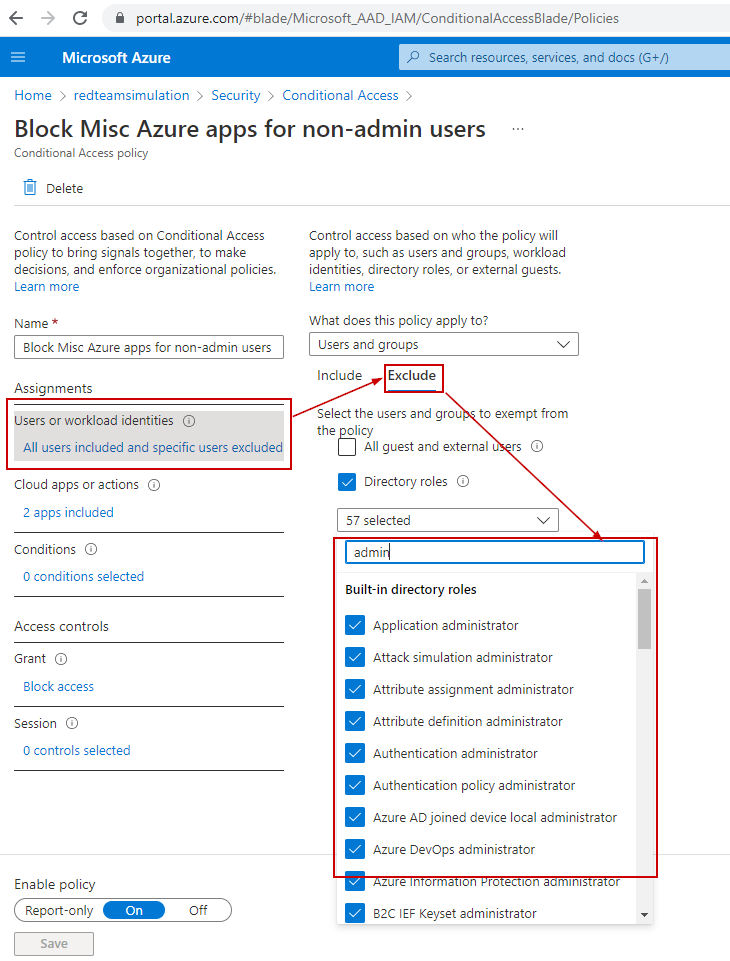 portal.azure.com/#blade/Microsoft_AAD_IAM/ConditionalAccessBlade/Policies
Microsoft Azure
Search resources, services, and docs (G+/)
Home > redteamsimulation > Security > Conditional Access >
Block Misc Azure apps for non-admin users ...
Conditional Access policy
Delete
Control access based on Conditional Access
policy to bring signals together, to make
decisions, and enforce organizational policies.
Learn more
Name *
Block Misc Azure apps for non-admin users
Assignments
Users or workload identities
All users included and specific users excluded
Cloud apps or actions
2 apps included
Conditions
0 conditions selected
Access controls
Grant
Block access
Session
0 controls selected
Control access based on who the policy will
apply to, such as users and groups, workload
identities, directory roles, or external guests.
Learn more
What does this policy apply to?
Users and groups
Include Exclude
Select the users and groups to exempt from
the policy
All guest and external users
Directory roles
57 selected
admin
Built-in directory roles
Application administrator
Attack simulation administrator
Attribute assignment administrator
Attribute definition administrator
Authentication administrator
Authentication policy administrator
Azure AD joined device local administrator
Azure DevOps administrator
Azure Information Protection administrator
B2C IEF Keyset administrator
Enable policy
Report-only On Off
Save